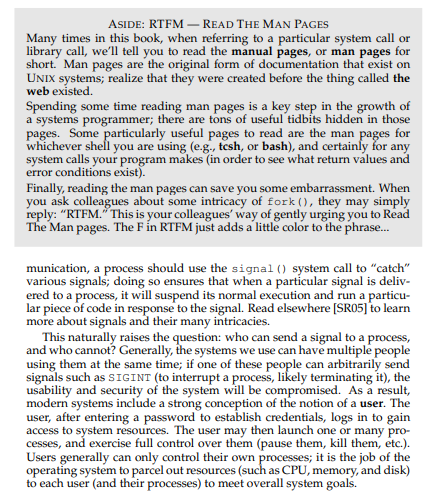 ASIDE: RTFM — READ THE MAN PAGES
Many times in this book, when referring to a particular system call or
library call, we'll tell you to read the manual pages, or man pages for
short. Man pages are the original form of documentation that exist on
UNIX systems; realize that they were created before the thing called the
web existed.
Spending some time reading man pages is a key step in the growth of
a systems programmer; there are tons of useful tidbits hidden in those
pages. Some particularly useful pages to read are the man pages for
whichever shell you are using (e.g., tcsh, or bash), and certainly for any
system calls your program makes (in order to see what return values and
error conditions exist).
Finally, reading the man pages can save you some embarrassment. When
you ask colleagues about some intricacy of fork(), they may simply
reply: "RTFM." This is your colleagues' way of gently urging you to Read
The Man pages. The F in RTFM just adds a little color to the phrase...
munication, a process should use the signal() system call to "catch"
various signals; doing so ensures that when a particular signal is deliv-
ered to a process, it will suspend its normal execution and run a particu-
lar piece of code in response to the signal. Read elsewhere [SR05] to learn
more about signals and their many intricacies.
This naturally raises the question: who can send a signal to a process,
and who cannot? Generally, the systems we use can have multiple people
using them at the same time; if one of these people can arbitrarily send
signals such as SIGINT (to interrupt a process, likely terminating it), the
usability and security of the system will be compromised. As a result,
modern systems include a strong conception of the notion of a user. The
user, after entering a password to establish credentials, logs in to gain
access to system resources. The user may then launch one or many pro-
cesses, and exercise full control over them (pause them, kill them, etc.).
Users generally can only control their own processes; it is the job of the
operating system to parcel out resources (such as CPU, memory, and disk)
to each user (and their processes) to meet overall system goals.